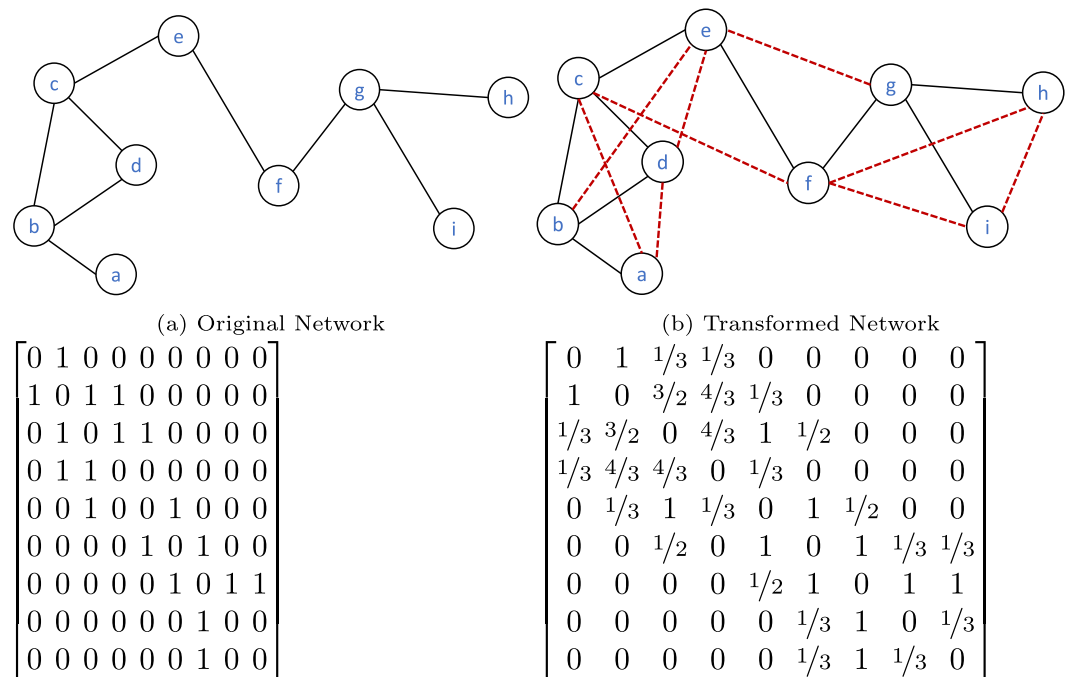 e
c
g
h
d
f
b
i
a
e
c
g
h
d
f
b
i
a
(a) Original Network
(b) Transformed Network
0 1 0 0 0 0 0 0 0
1 0 1 1 0 0 0 0 0
0 1 0 1 1 0 0 0 0
0 1 1 0 0 0 0 0 0
0 0 1 0 0 1 0 0 0
0 0 0 0 1 0 1 0 0
0 0 0 0 0 1 0 1 1
0 0 0 0 0 0 1 0 0
0 0 0 0 0 0 1 0 0
0 1 1/3 1/3 0 0 0 0 0
1 0 3/2 4/3 1/3 0 0 0 0
1/3 3/2 0 4/3 1 1/2 0 0 0
1/3 4/3 4/3 0 1/3 0 0 0 0
0 1/3 1 1/3 0 1 1/2 0 0
0 0 1/2 0 1 0 1 1/3 1/3
0 0 0 0 1/2 1 0 1 1
0 0 0 0 0 1/3 1 0 1/3
0 0 0 0 0 1/3 1 1/3 0